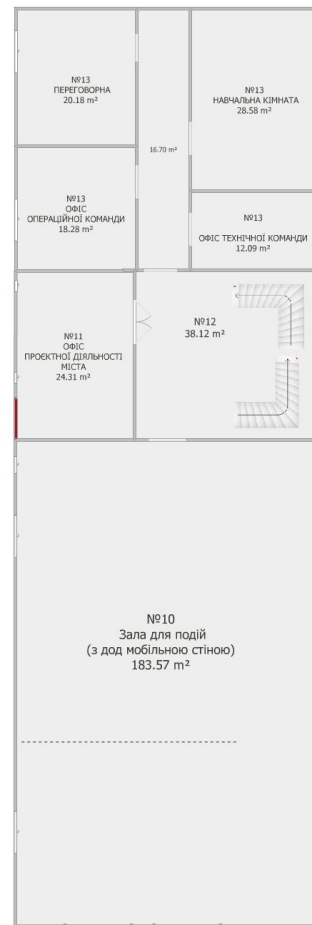 №13
ПЕРЕГОВОРНА
20.18 m²
№13
НАВЧАЛЬНА КІМНАТА
28.58 m²
16.70 m²
№13
ОФІС
ОПЕРАЦІЙНОЇ КОМАНДИ
18.28 m²
№13
ОФІС ТЕХНІЧНОЇ КОМАНДИ
12.09 m²
№11
ОФІС
ПРОЄКТНОЇ ДІЯЛЬНОСТІ
МІСТА
24.31 m²
№12
38.12 m²
№10
Зала для подій
(з дод мобільною стіною)
183.57 m²